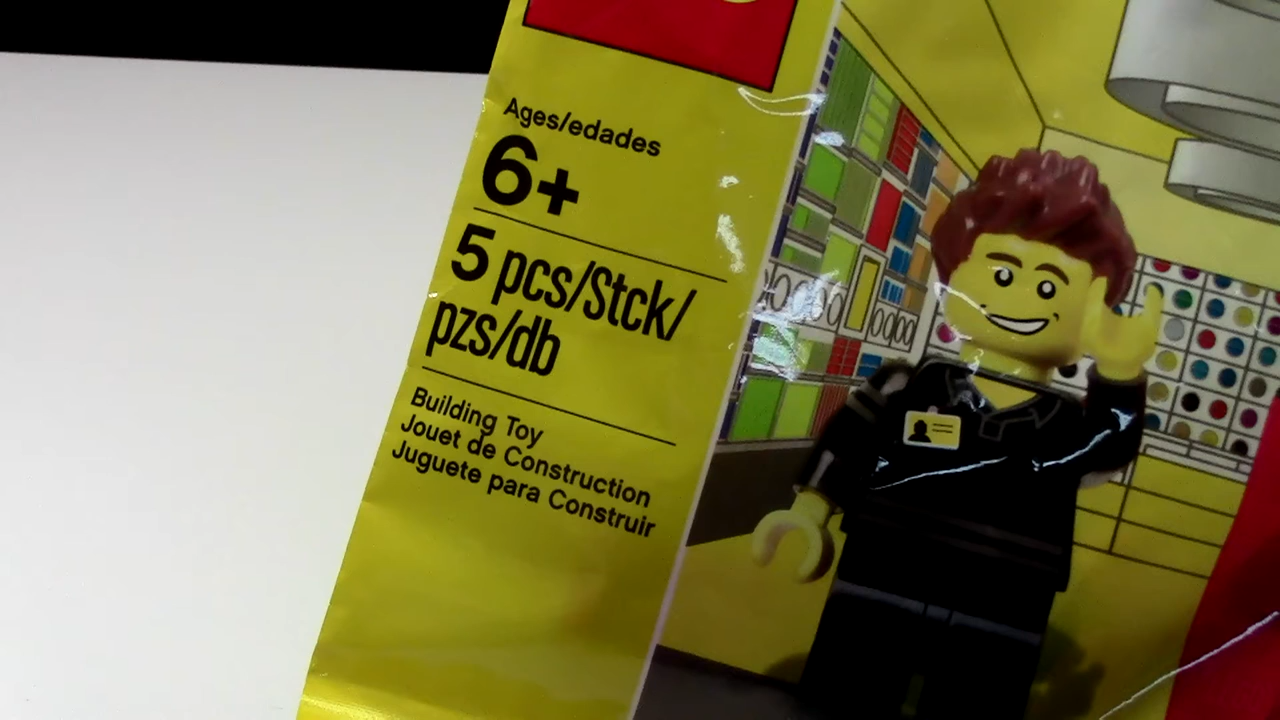 Ages/edades
6+
5 pcs/Stck/
pzs/db
Building Toy
Jouet de Construction
Juguete para Construir